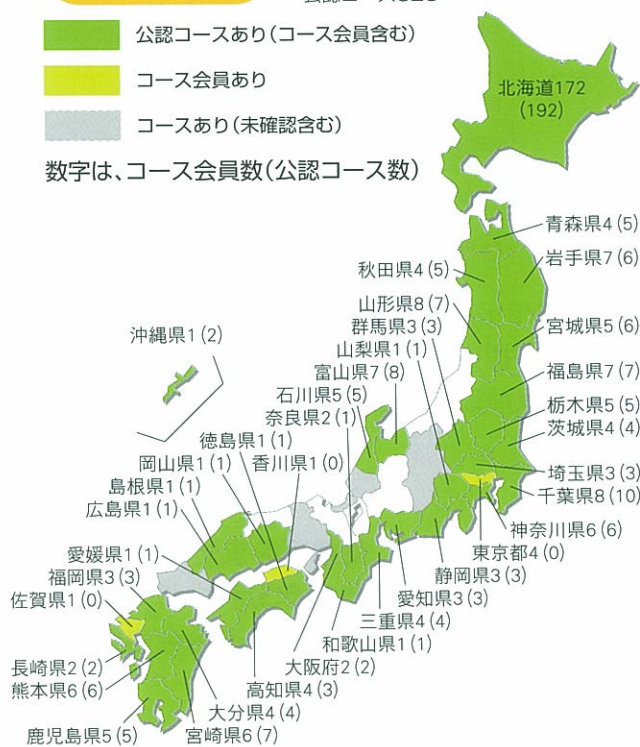 公認コースあり(コース会員含む)
コース会員あり
コースあり(未確認含む)
数字は、コース会員数(公認コース数)
北海道172
(192)
青森県4(5)
岩手県7(6)
秋田県4(5)
山形県8(7)
宮城県5(6)
群馬県3(3)
山梨県1(1)
富山県7(8)
福島県7(7)
沖縄県1(2)
石川県5(5)
栃木県5(5)
奈良県2(1)
茨城県4(4)
徳島県1(1)
岡山県1(1)
香川県1(0)
埼玉県3(3)
島根県1(1)
千葉県8(10)
広島県1(1)
神奈川県6(6)
東京都4(0)
愛媛県1(1)
静岡県3(3)
福岡県3(3)
愛知県3(3)
佐賀県1(0)
三重県4(4)
和歌山県1(1)
長崎県2(2)
大阪府2(2)
熊本県6(6)
高知県4(3)
大分県4(4)
鹿児島県5(5)
宮崎県6(7)